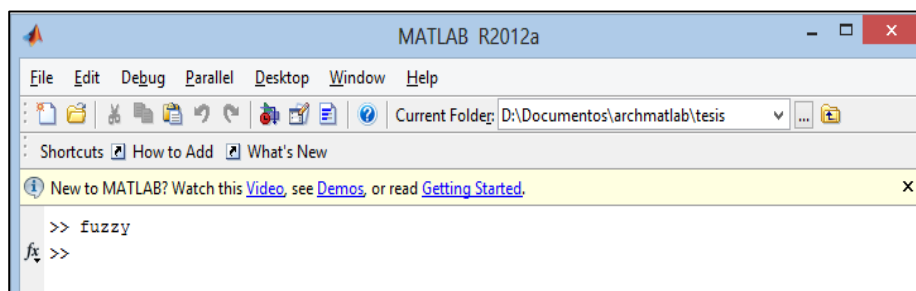 MATLAB R2012a
File Edit Debug Parallel Desktop Window Help
Current Folder: D:\Documentos\archmatlab\tesis ...
Shortcuts How to Add What's New
New to MATLAB? Watch this Video, see Demos, or read Getting Started.
>> fuzzy
fx >>